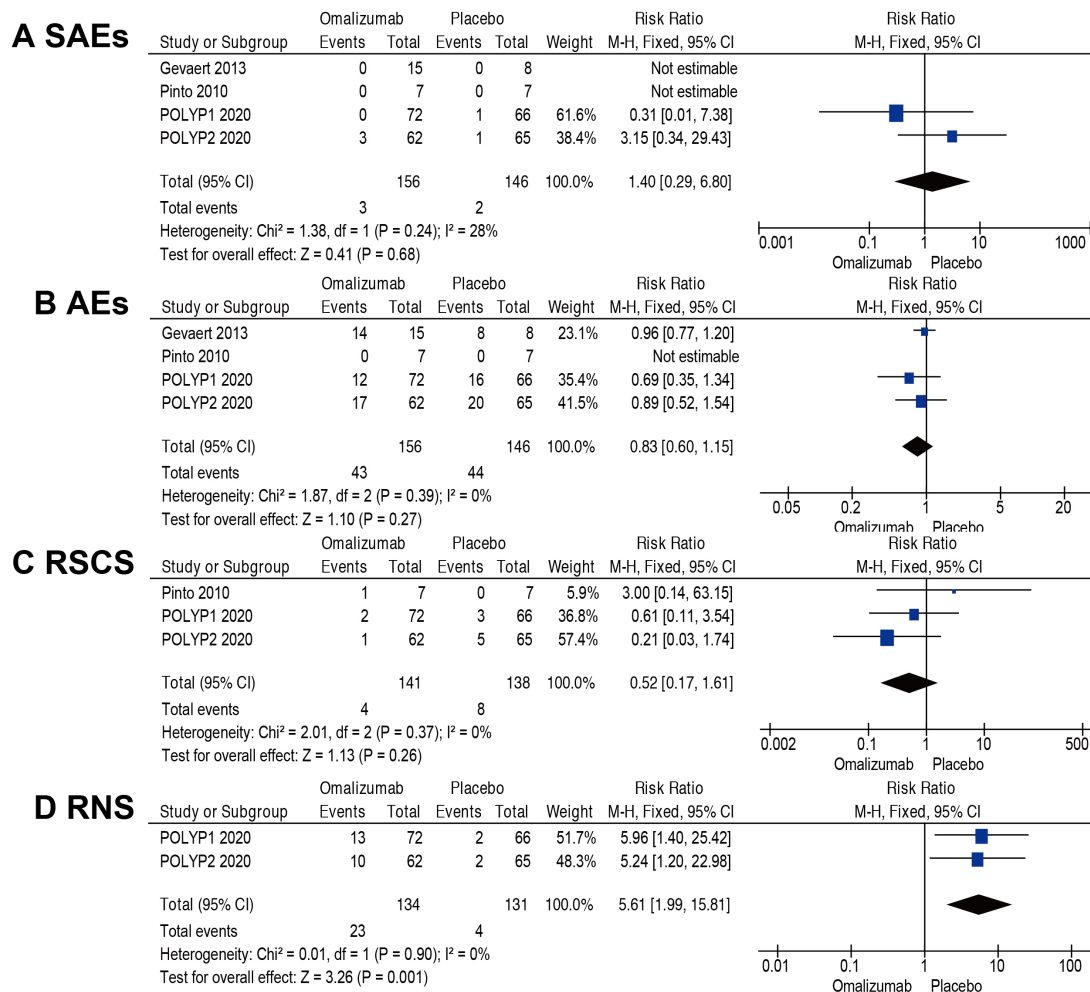 A SAEs
Omalizumab Placebo Risk Ratio Risk Ratio
Study or Subgroup Events Total Events Total Weight M-H, Fixed, 95% CI M-H, Fixed, 95% CI
Gevaert 2013 0 15 0 8 Not estimable
Pinto 2010 0 7 0 7 Not estimable
POLYP1 2020 0 72 1 66 61.6% 0.31 [0.01, 7.38]
POLYP2 2020 3 62 1 65 38.4% 3.15 [0.34, 29.43]
Total (95% CI) 156 146 100.0% 1.40 [0.29, 6.80]
Total events 3 2
Heterogeneity: Chi² = 1.38, df = 1 (P = 0.24); I² = 28%
Test for overall effect: Z = 0.41 (P = 0.68)
0.001 0.1 1 10 1000
Omalizumab Placebo
B AEs
Omalizumab Placebo Risk Ratio Risk Ratio
Study or Subgroup Events Total Events Total Weight M-H, Fixed, 95% CI M-H, Fixed, 95% CI
Gevaert 2013 14 15 8 8 23.1% 0.96 [0.77, 1.20]
Pinto 2010 0 7 0 7 Not estimable
POLYP1 2020 12 72 16 66 35.4% 0.69 [0.35, 1.34]
POLYP2 2020 17 62 20 65 41.5% 0.89 [0.52, 1.54]
Total (95% CI) 156 146 100.0% 0.83 [0.60, 1.15]
Total events 43 44
Heterogeneity: Chi² = 1.87, df = 2 (P = 0.39); I² = 0%
Test for overall effect: Z = 1.10 (P = 0.27)
0.05 0.2 1 5 20
Omalizumab Placebo
C RSCS
Omalizumab Placebo Risk Ratio Risk Ratio
Study or Subgroup Events Total Events Total Weight M-H, Fixed, 95% CI M-H, Fixed, 95% CI
Pinto 2010 1 7 0 7 5.9% 3.00 [0.14, 63.15]
POLYP1 2020 2 72 3 66 36.8% 0.61 [0.11, 3.54]
POLYP2 2020 1 62 5 65 57.4% 0.21 [0.03, 1.74]
Total (95% CI) 141 138 100.0% 0.52 [0.17, 1.61]
Total events 4 8
Heterogeneity: Chi² = 2.01, df = 2 (P = 0.37); I² = 0%
Test for overall effect: Z = 1.13 (P = 0.26)
0.002 0.1 1 10 500
Omalizumab Placebo
D RNS
Omalizumab Placebo Risk Ratio Risk Ratio
Study or Subgroup Events Total Events Total Weight M-H, Fixed, 95% CI M-H, Fixed, 95% CI
POLYP1 2020 13 72 2 66 51.7% 5.96 [1.40, 25.42]
POLYP2 2020 10 62 2 65 48.3% 5.24 [1.20, 22.98]
Total (95% CI) 134 131 100.0% 5.61 [1.99, 15.81]
Total events 23 4
Heterogeneity: Chi² = 0.01, df = 1 (P = 0.90); I² = 0%
Test for overall effect: Z = 3.26 (P = 0.001)
0.01 0.1 1 10 100
Omalizumab Placebo